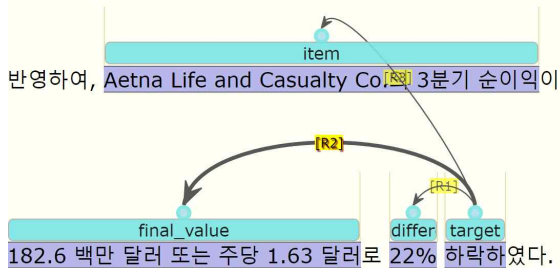 item
반영하여, Aetna Life and Casualty Co. [R3] 3분기 순이익이
[R2]
[R1]
final_value differ target
182.6 백만 달러 또는 주당 1.63 달러로 22% 하락하였다.